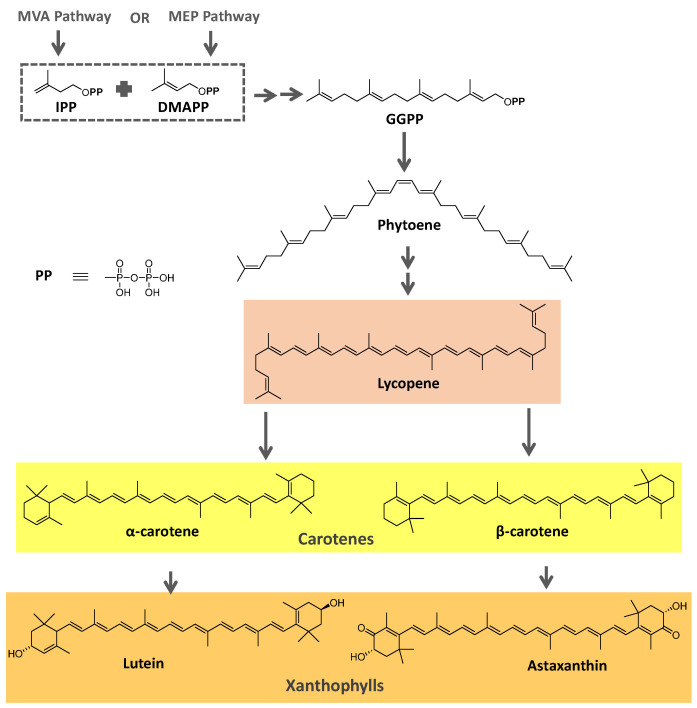 MVA Pathway OR MEP Pathway
OPP OPP
IPP DMAPP
OPP
GGPP
Phytoene
PP ≡ P O P OH
O O
OH OH
Lycopene
α-carotene β-carotene
Carotenes
OH OH
O O
HO HO
Lutein Astaxanthin
Xanthophylls